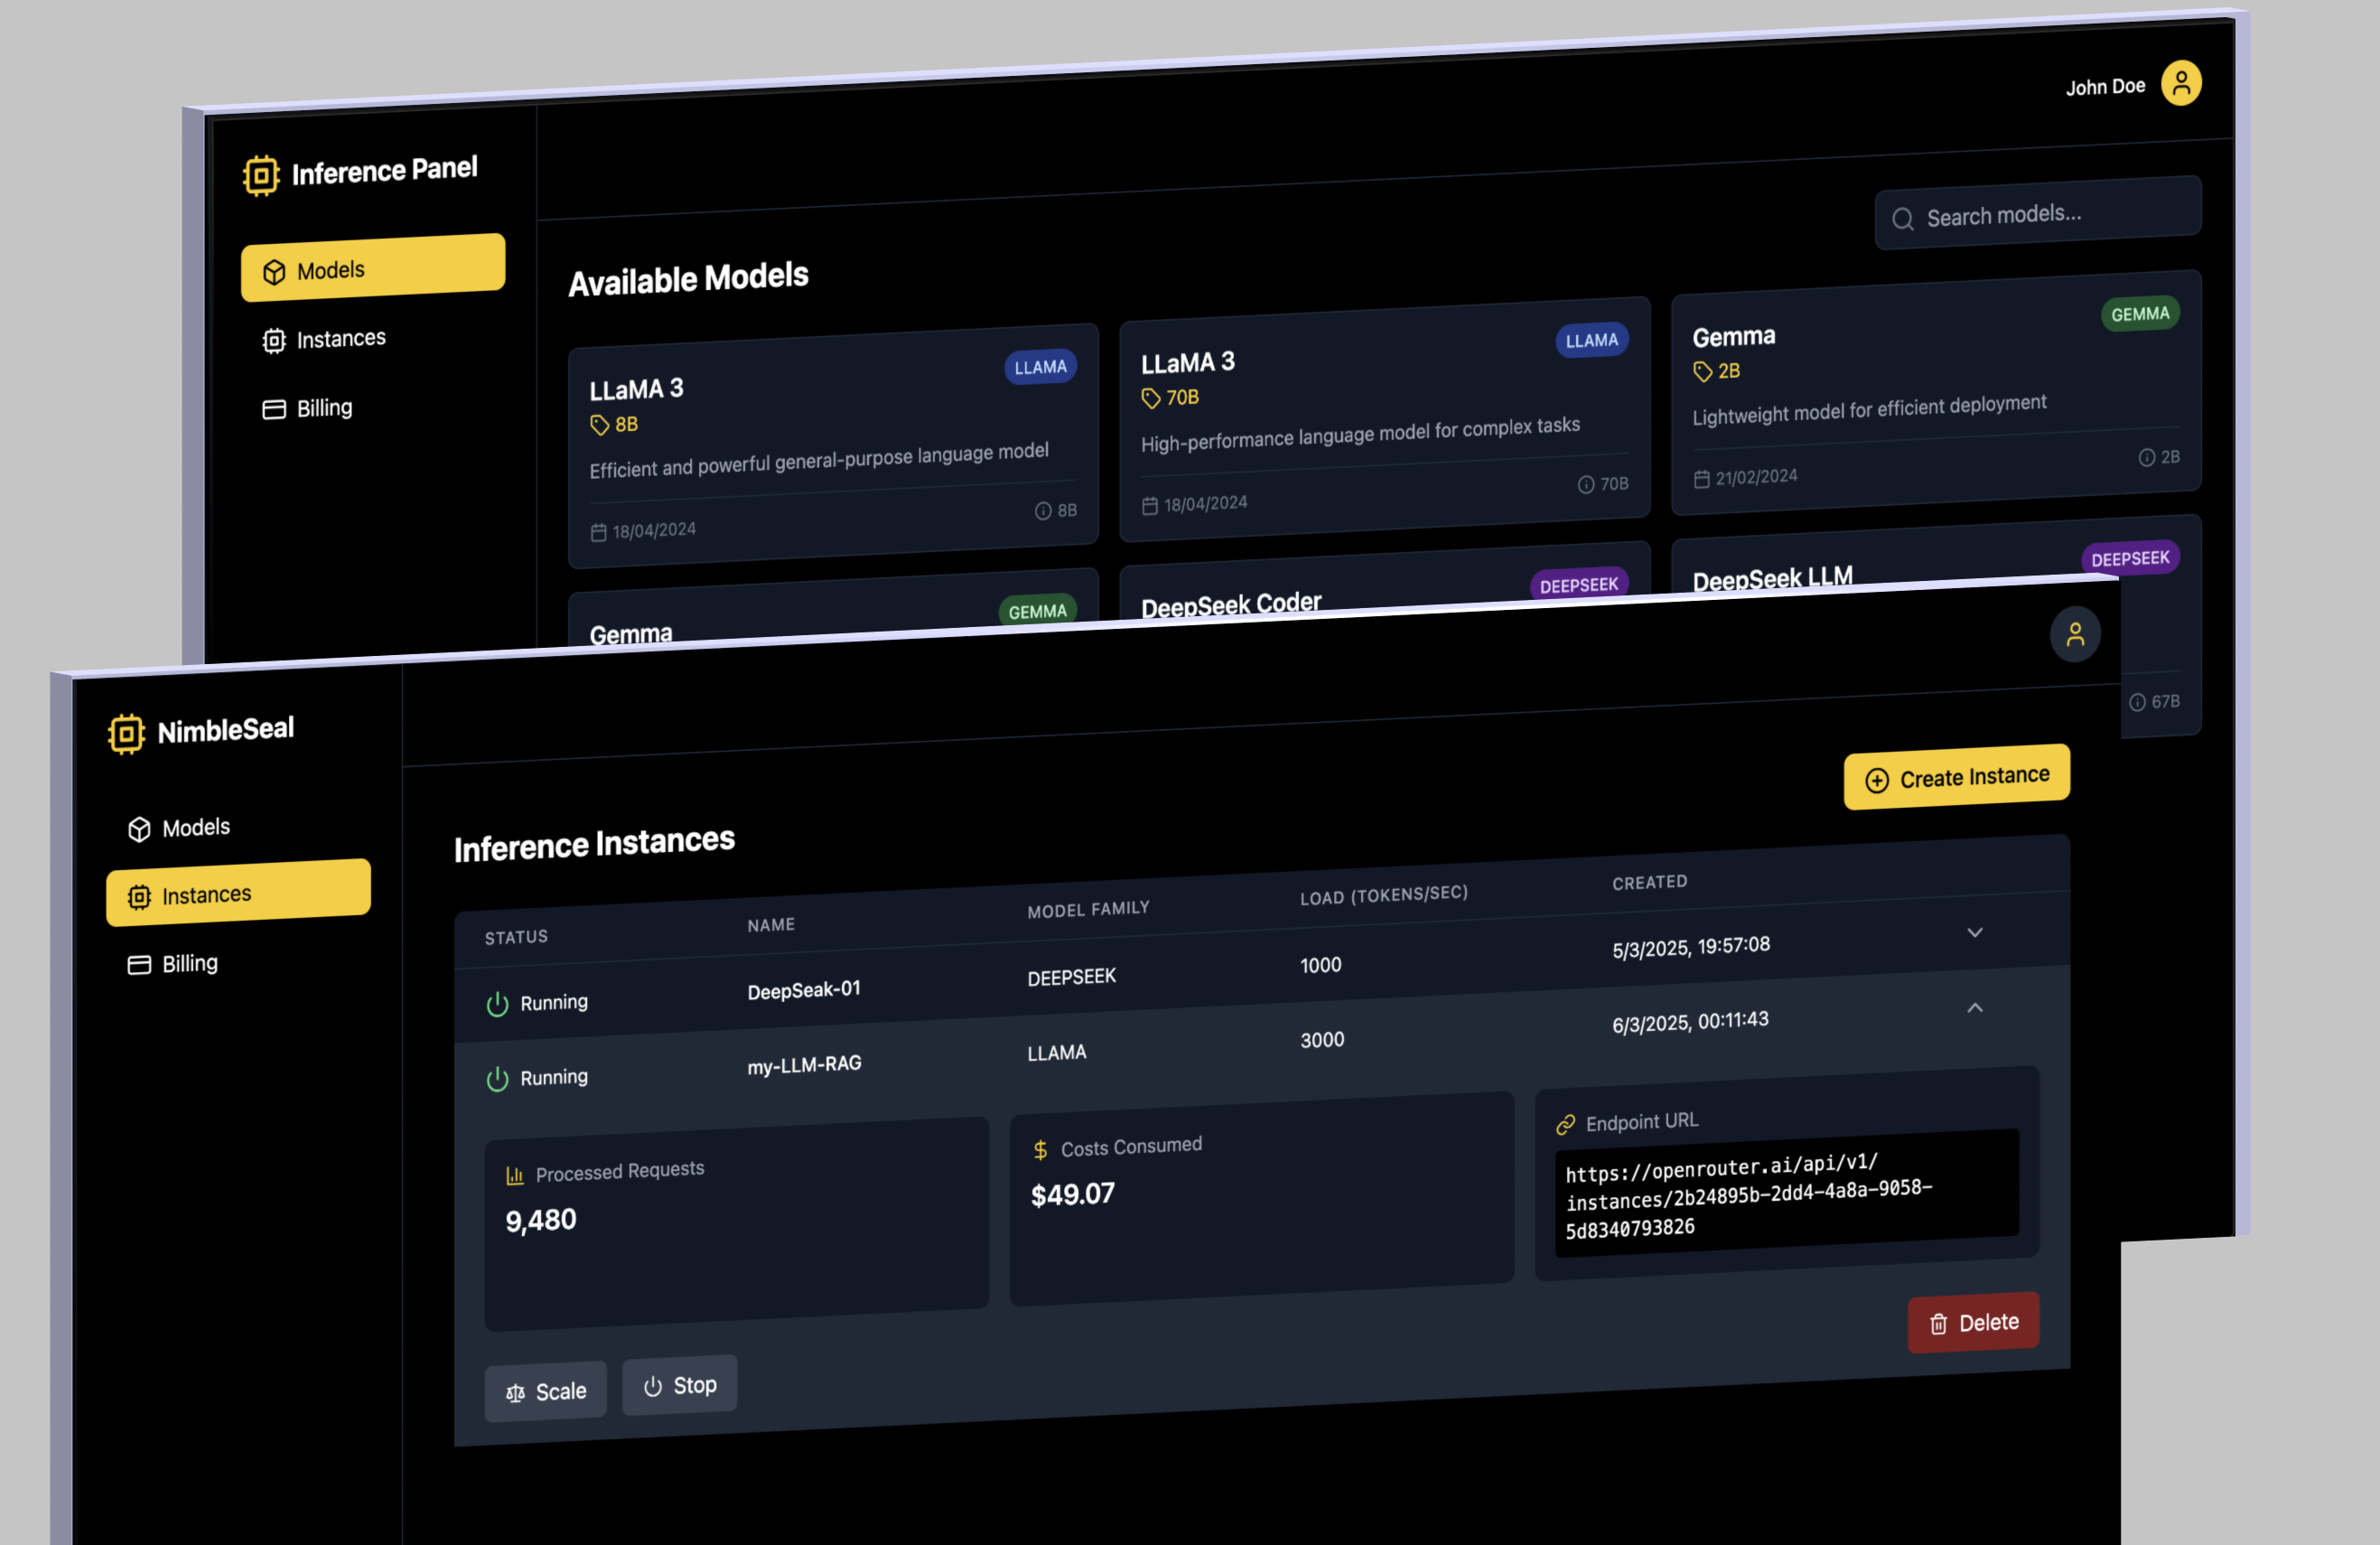 John Doe
Inference Panel
Models
Instances
Billing
Search models...
Available Models
LLaMA 3
LLAMA
8B
Efficient and powerful general-purpose language model
18/04/2024
8B
LLaMA 3
LLAMA
70B
High-performance language model for complex tasks
18/04/2024
70B
Gemma
GEMMA
2B
Lightweight model for efficient deployment
21/02/2024
2B
Gemma
GEMMA
DeepSeek Coder
DEEPSEEK
DeepSeek LLM
DEEPSEEK
67B
NimbleSeal
Models
Instances
Billing
Create Instance
Inference Instances
STATUS NAME MODEL FAMILY LOAD (TOKENS/SEC) CREATED
Running DeepSeak-01 DEEPSEEK 1000 5/3/2025, 19:57:08
Running my-LLM-RAG LLAMA 3000 6/3/2025, 00:11:43
Processed Requests
9,480
Costs Consumed
$49.07
Endpoint URL
https://openrouter.ai/api/v1/
instances/2b24895b-2dd4-4a8a-9058-
5d8340793826
Scale
Stop
Delete